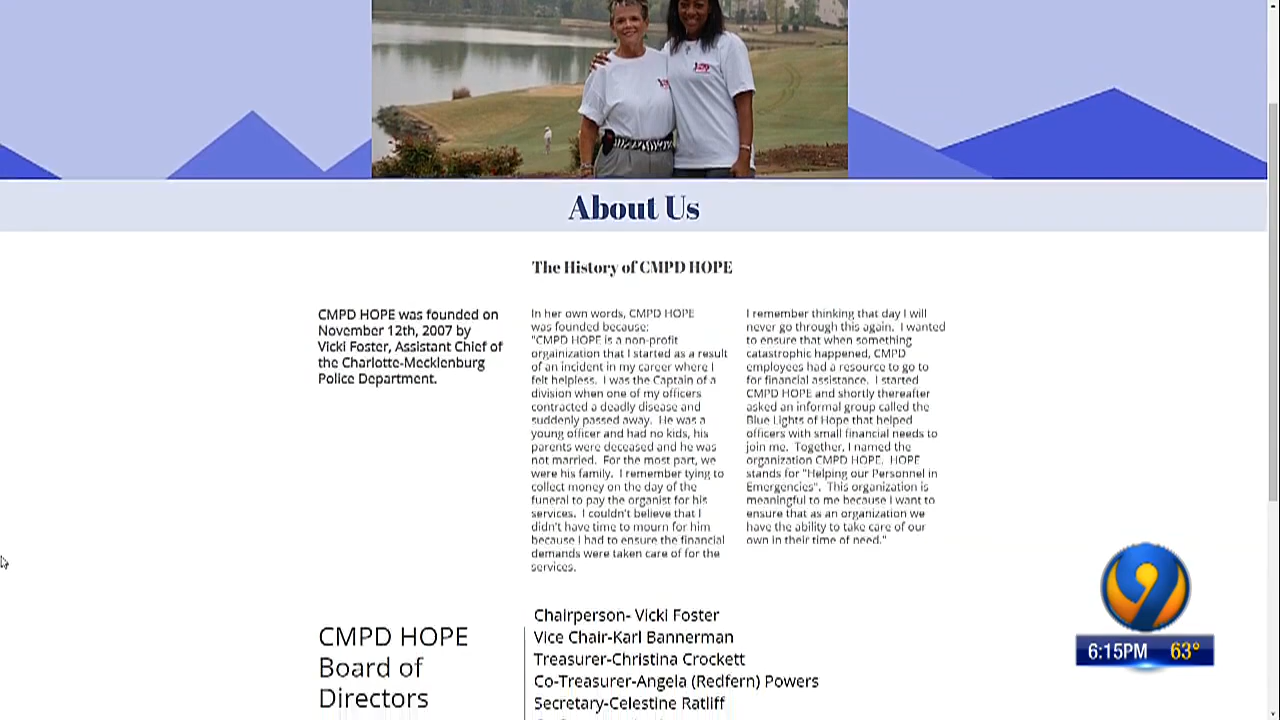 About Us
The History of CMPD HOPE
CMPD HOPE was founded on
November 12th, 2007 by
Vicki Foster, Assistant Chief of
the Charlotte-Mecklenburg
Police Department.
In her own words, CMPD HOPE
was founded because:
"CMPD HOPE is a non-profit
orgainization that I started as a result
of an incident in my career where I
felt helpless.  I was the Captain of a
division when one of my officers
contracted a deadly disease and
suddenly passed away.  He was a
young officer and had no kids, his
parents were deceased and he was
not married.  For the most part, we
were his family.  I remember tying to
collect money on the day of the
funeral to pay the organist for his
services.  I couldn't believe that I
didn't have time to mourn for him
because I had to ensure the financial
demands were taken care of for the
services.
I remember thinking that day I will
never go through this again.  I wanted
to ensure that when something
catastrophic happened, CMPD
employees had a resource to go to
for financial assistance.  I started
CMPD HOPE and shortly thereafter
asked an informal group called the
Blue Lights of Hope that helped
officers with small financial needs to
join me.  Together, I named the
organization CMPD HOPE.  HOPE
stands for "Helping our Personnel in
Emergencies".  This organization is
meaningful to me because I want to
ensure that as an organization we
have the ability to take care of our
own in their time of need."
CMPD HOPE
Board of
Directors
Chairperson- Vicki Foster
Vice Chair-Karl Bannerman
Treasurer-Christina Crockett
Co-Treasurer-Angela (Redfern) Powers
Secretary-Celestine Ratliff
9
6:15PM 63°